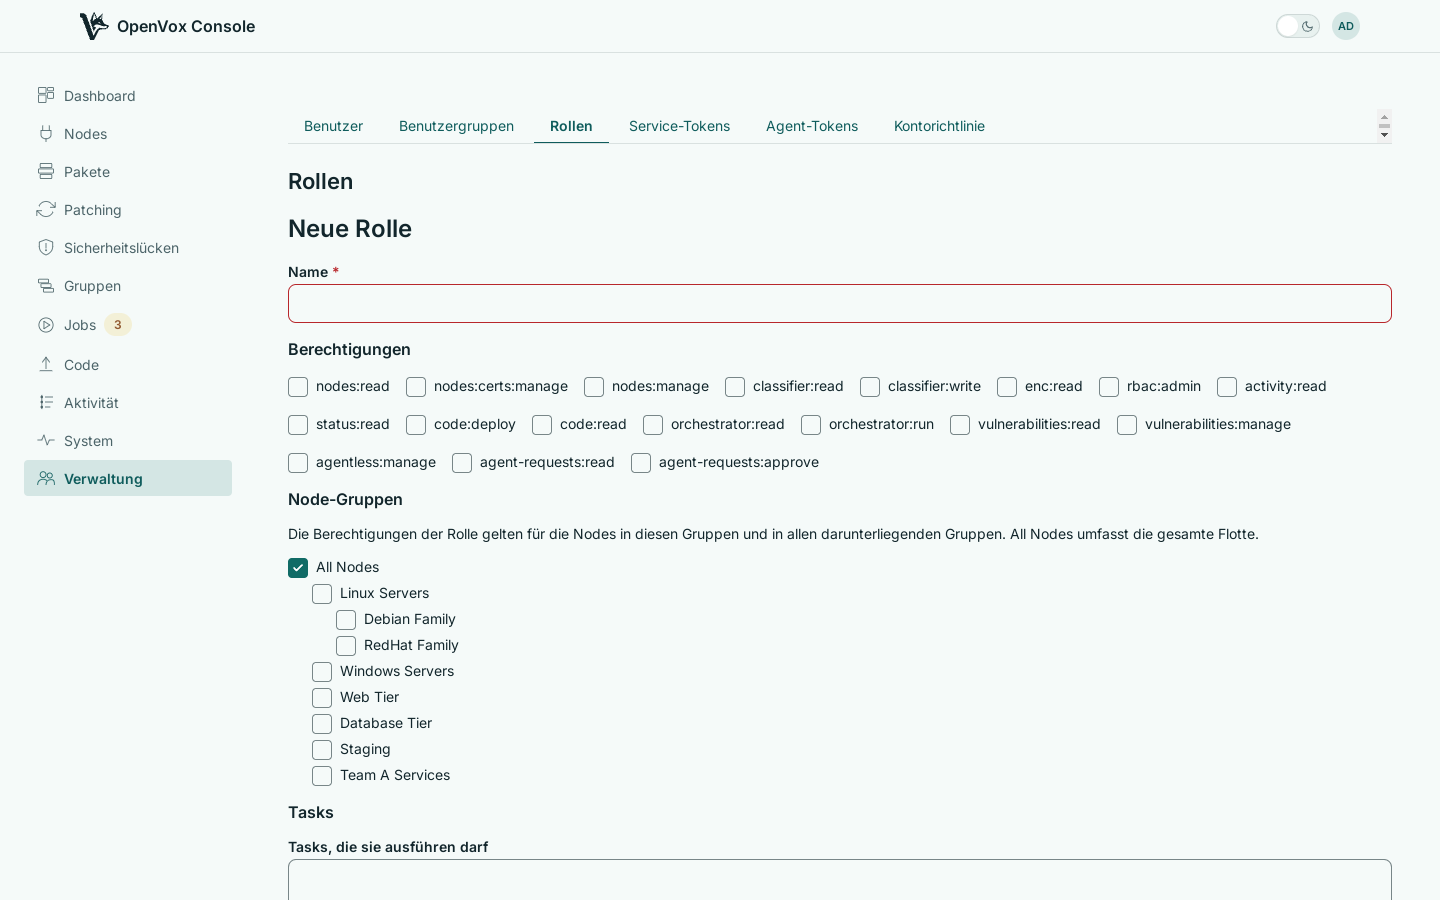 OpenVox Console
AD
Dashboard
Nodes
Pakete
Patching
Sicherheitslücken
Gruppen
Jobs 3
Code
Aktivität
System
Verwaltung
Benutzer Benutzergruppen Rollen Service-Tokens Agent-Tokens Kontorichtlinie
Rollen
Neue Rolle
Name *
Berechtigungen
nodes:read nodes:certs:manage nodes:manage classifier:read classifier:write enc:read rbac:admin activity:read
status:read code:deploy code:read orchestrator:read orchestrator:run vulnerabilities:read vulnerabilities:manage
agentless:manage agent-requests:read agent-requests:approve
Node-Gruppen
Die Berechtigungen der Rolle gelten für die Nodes in diesen Gruppen und in allen darunterliegenden Gruppen. All Nodes umfasst die gesamte Flotte.
All Nodes
Linux Servers
Debian Family
RedHat Family
Windows Servers
Web Tier
Database Tier
Staging
Team A Services
Tasks
Tasks, die sie ausführen darf